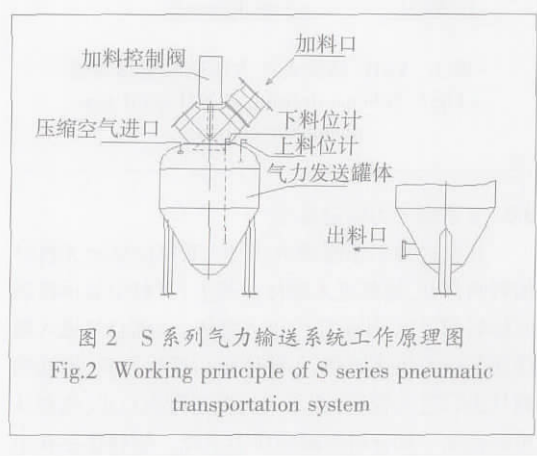 加料控制阀
加料口
压缩空气进口
下料位计
上料位计
气力发送罐体
出料口
图 2 S 系列气力输送系统工作原理图
Fig.2 Working principle of S series pneumatic
transportation system